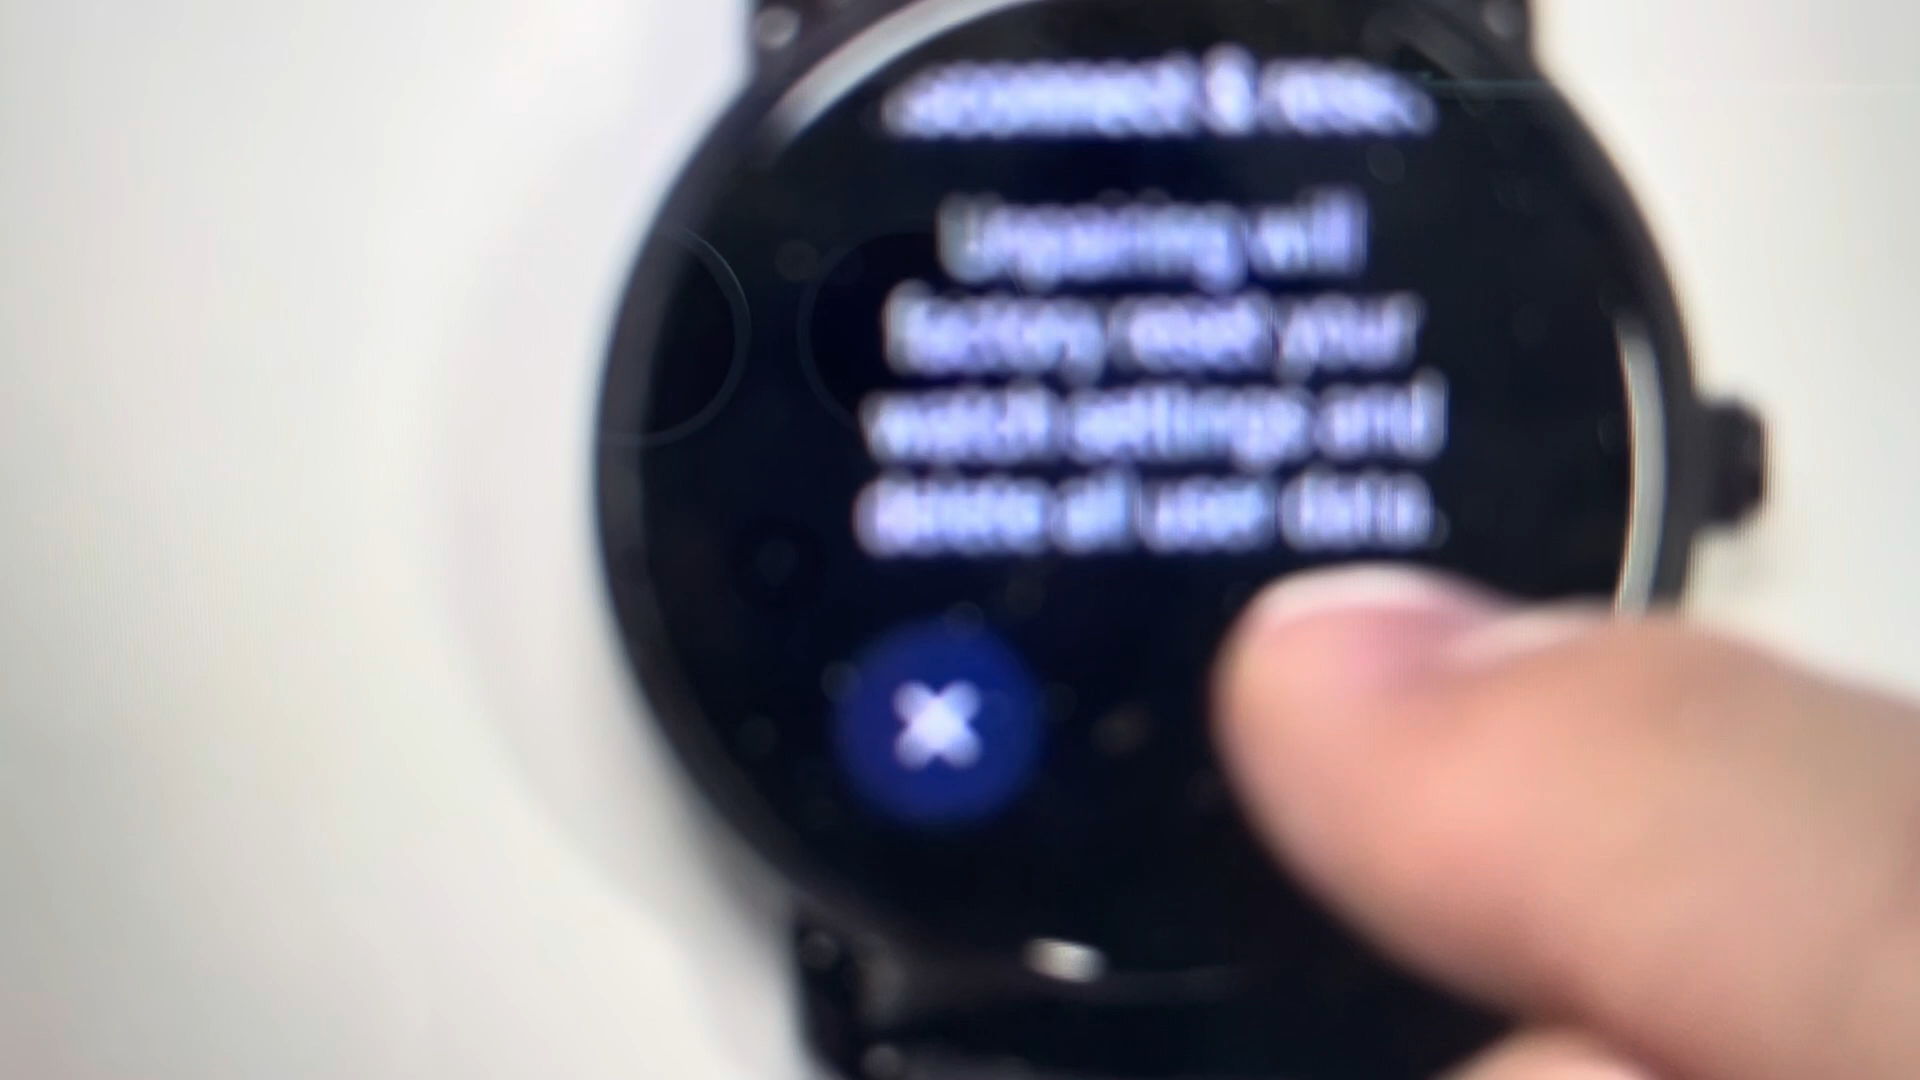 & 
Unpairing will
factory reset your
watch settings and
delete all user data.